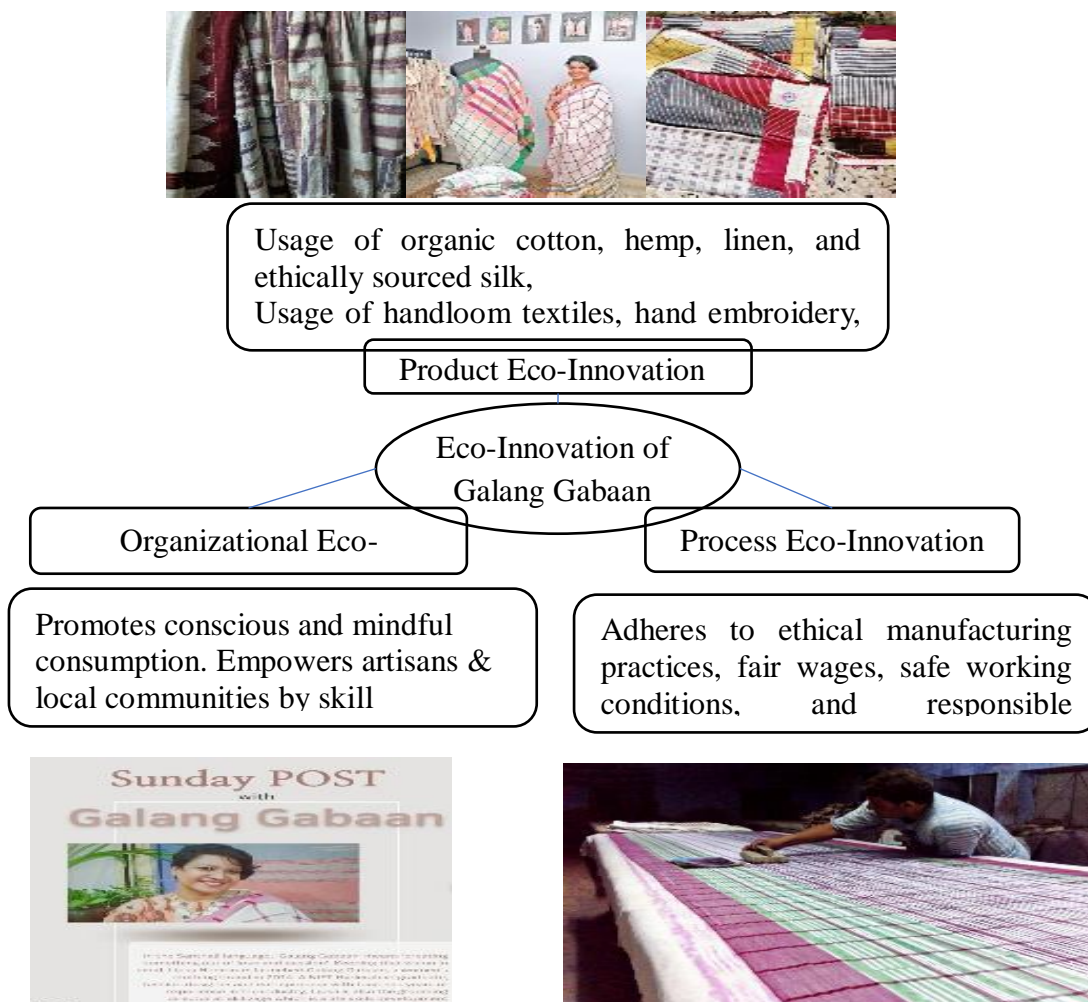 Usage of organic cotton, hemp, linen, and
ethically sourced silk,
Usage of handloom textiles, hand embroidery,
Product Eco-Innovation
Eco-Innovation of
Galang Gabaan
Organizational Eco-
Process Eco-Innovation
Promotes conscious and mindful
consumption. Empowers artisans &
local communities by skill
Adheres to ethical manufacturing
practices, fair wages, safe working
conditions, and responsible
Sunday POST
with
Galang Gabaan